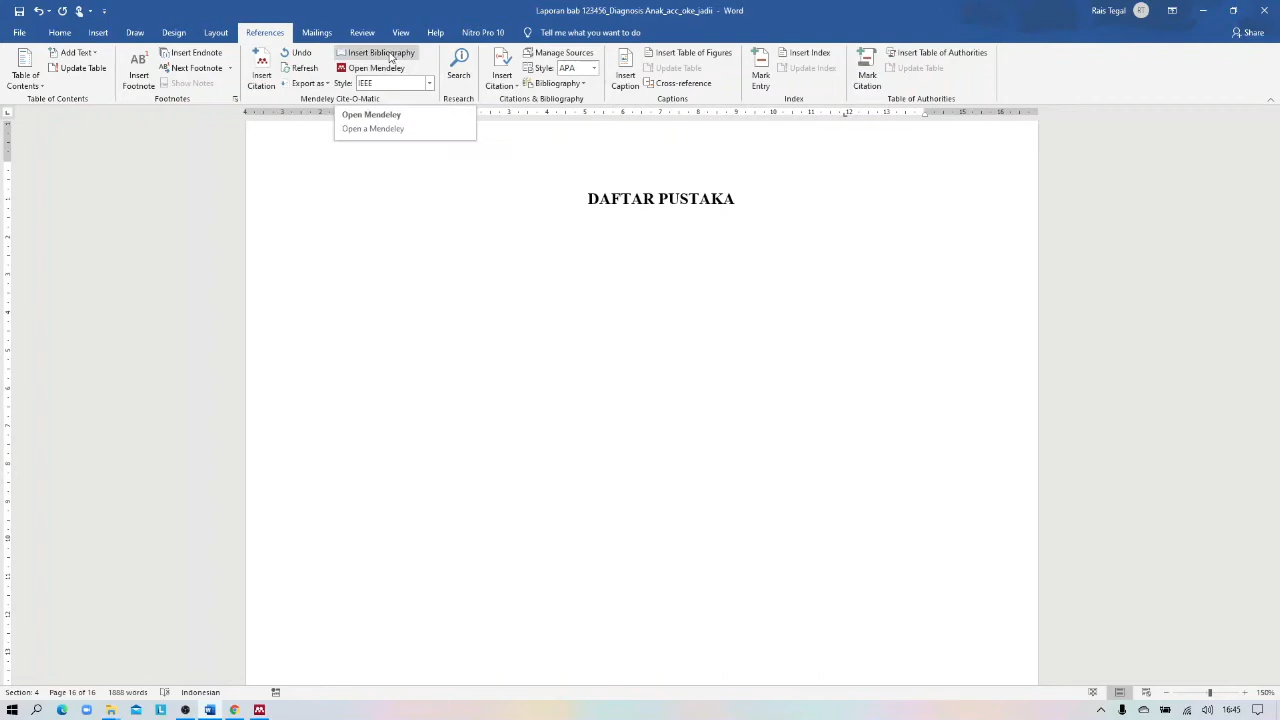 Laporan bab 123456_Dagangan_acc_oke_jadii - Word
Rais Tegal
File Home Insert Draw Design Layout References Mailings Review View Help Nitro Pro 10 Tell me what you want to do Share
Table of Contents
Add Text
Update Table
Table of Contents
AB¹ Insert Footnote
Insert Endnote
Next Footnote
Show Notes
Footnotes
Insert Citation
Undo
Refresh
Export as
Insert Bibliography
Open Mendeley
Style: IEEE
Mendeley Cite-O-Matic
Search
Research
Insert Citation
Manage Sources
Style: APA
Bibliography
Citations & Bibliography
Insert Caption
Insert Table of Figures
Update Table
Cross-reference
Captions
Mark Entry
Insert Index
Update Index
Index
Mark Citation
Insert Table of Authorities
Update Table
Table of Authorities
Open Mendeley
Open a Mendeley
DAFTAR PUSTAKA
Section: 4 Page 16 of 16 1888 words Indonesian 150%
16:45